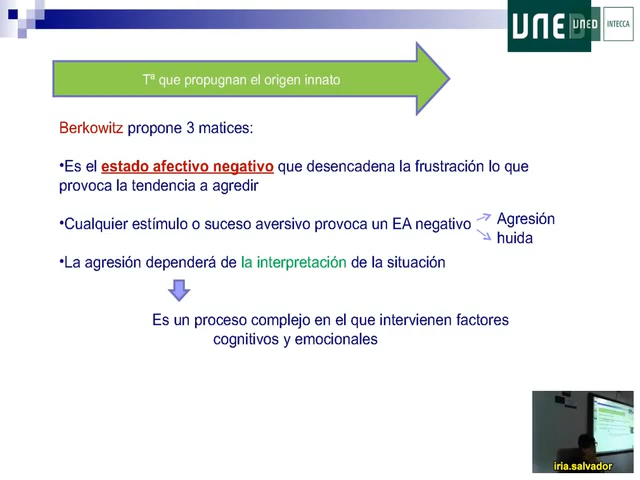 UNED
UNED
INTECCA
Tª que propugnan el origen innato
Berkowitz propone 3 matices:
•Es el estado afectivo negativo que desencadena la frustración lo que
provoca la tendencia a agredir
•Cualquier estímulo o suceso aversivo provoca un EA negativo
Agresión
huida
•La agresión dependerá de la interpretación de la situación
Es un proceso complejo en el que intervienen factores
cognitivos y emocionales
iria.salvador